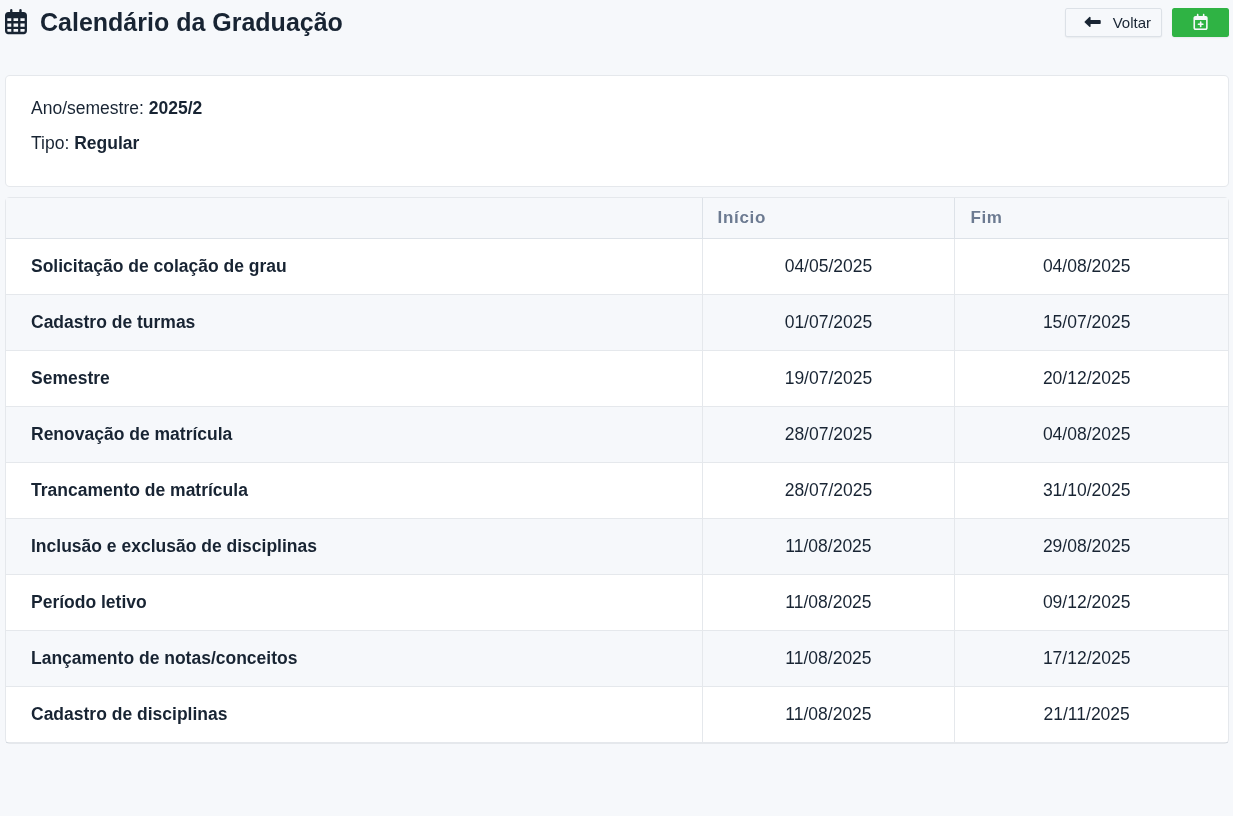 Calendário da Graduação
Voltar
Ano/semestre: 2025/2
Tipo: Regular
Início Fim
Solicitação de colação de grau 04/05/2025 04/08/2025
Cadastro de turmas 01/07/2025 15/07/2025
Semestre 19/07/2025 20/12/2025
Renovação de matrícula 28/07/2025 04/08/2025
Trancamento de matrícula 28/07/2025 31/10/2025
Inclusão e exclusão de disciplinas 11/08/2025 29/08/2025
Período letivo 11/08/2025 09/12/2025
Lançamento de notas/conceitos 11/08/2025 17/12/2025
Cadastro de disciplinas 11/08/2025 21/11/2025